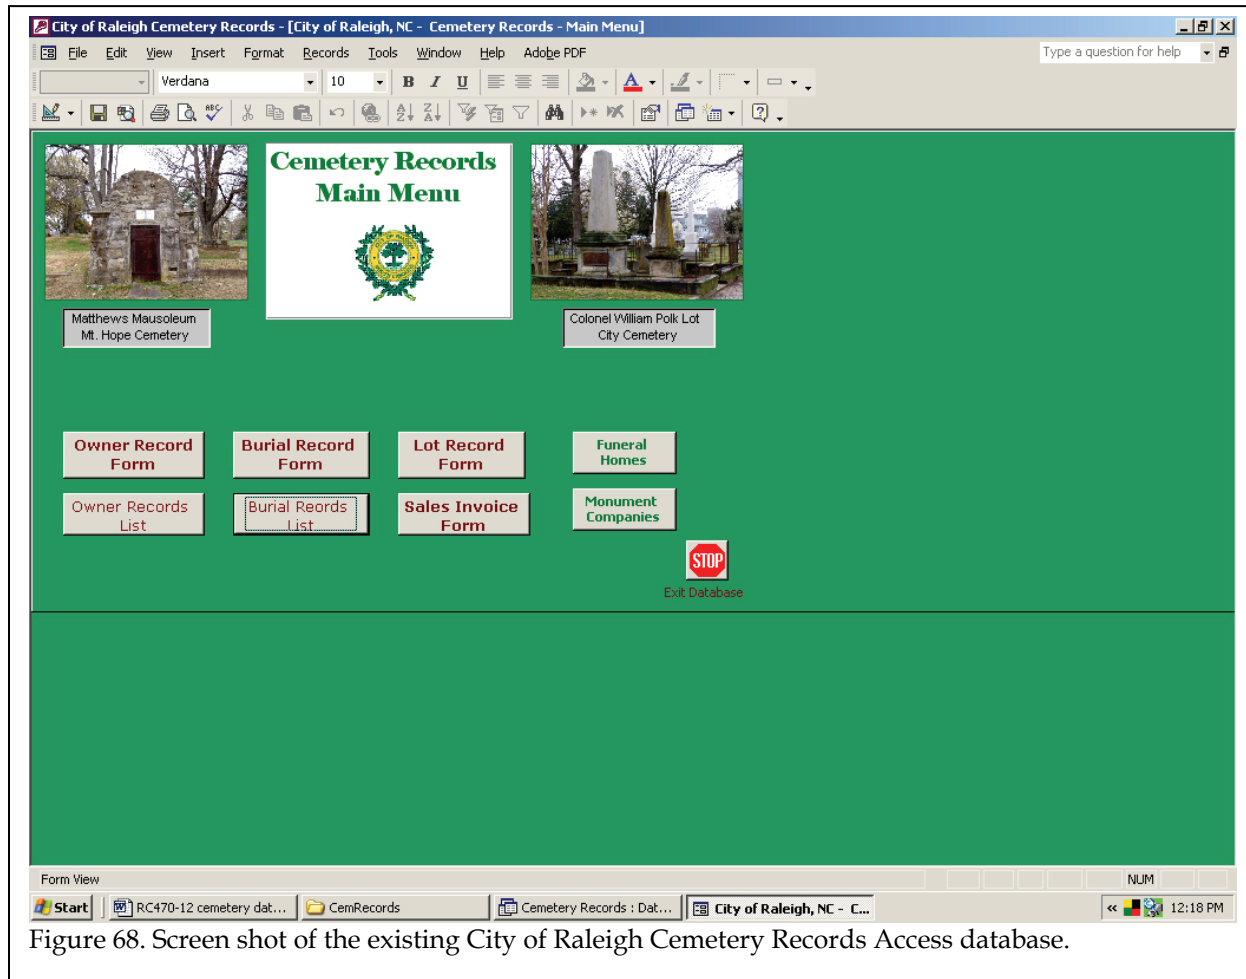 City of Raleigh Cemetery Records - [City of Raleigh, NC - Cemetery Records - Main Menu]
File Edit View Insert Format Records Tools Window Help Adobe PDF
Type a question for help
Verdana 10 B I U A
Cemetery Records
Main Menu
Matthews Mausoleum
Mt. Hope Cemetery
Colonel William Polk Lot
City Cemetery
Owner Record
Form
Burial Record
Form
Lot Record
Form
Funeral
Homes
Owner Records
List
Burial Reords
List
Sales Invoice
Form
Monument
Companies
STOP
Exit Database
Form View
NUM
Start
RC470-12 cemetery dat...
CemRecords
Cemetery Records : Dat...
City of Raleigh, NC - C...
12:18 PM
Figure 68. Screen shot of the existing City of Raleigh Cemetery Records Access database.